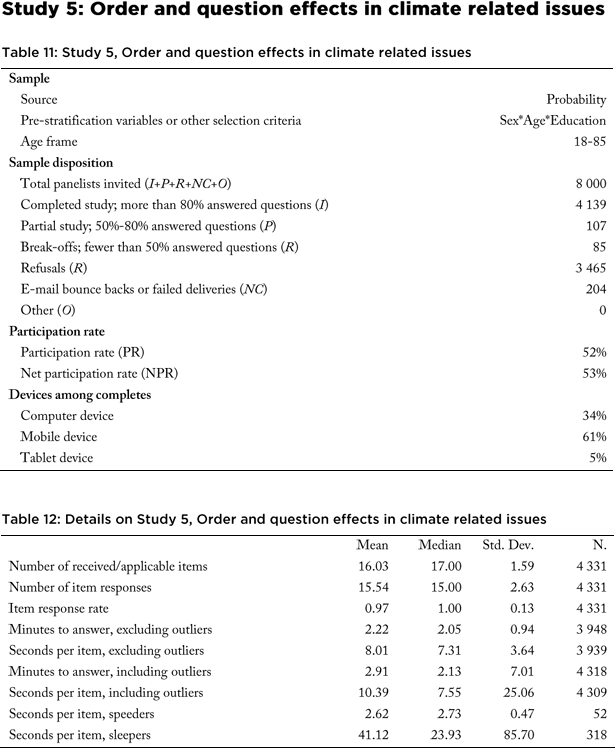 Study 5: Order and question effects in climate related issues
Table 11: Study 5, Order and question effects in climate related issues
Sample
Source Probability
Pre-stratification variables or other selection criteria Sex*Age*Education
Age frame 18-85
Sample disposition
Total panelists invited (I+P+R+NC+O) 8 000
Completed study; more than 80% answered questions (I) 4 139
Partial study; 50%-80% answered questions (P) 107
Break-offs; fewer than 50% answered questions (R) 85
Refusals (R) 3 465
E-mail bounce backs or failed deliveries (NC) 204
Other (O) 0
Participation rate
Participation rate (PR) 52%
Net participation rate (NPR) 53%
Devices among completes
Computer device 34%
Mobile device 61%
Tablet device 5%
Table 12: Details on Study 5, Order and question effects in climate related issues
Mean Median Std. Dev. N.
Number of received/applicable items 16.03 17.00 1.59 4 331
Number of item responses 15.54 15.00 2.63 4 331
Item response rate 0.97 1.00 0.13 4 331
Minutes to answer, excluding outliers 2.22 2.05 0.94 3 948
Seconds per item, excluding outliers 8.01 7.31 3.64 3 939
Minutes to answer, including outliers 2.91 2.13 7.01 4 318
Seconds per item, including outliers 10.39 7.55 25.06 4 309
Seconds per item, speeders 2.62 2.73 0.47 52
Seconds per item, sleepers 41.12 23.93 85.70 318